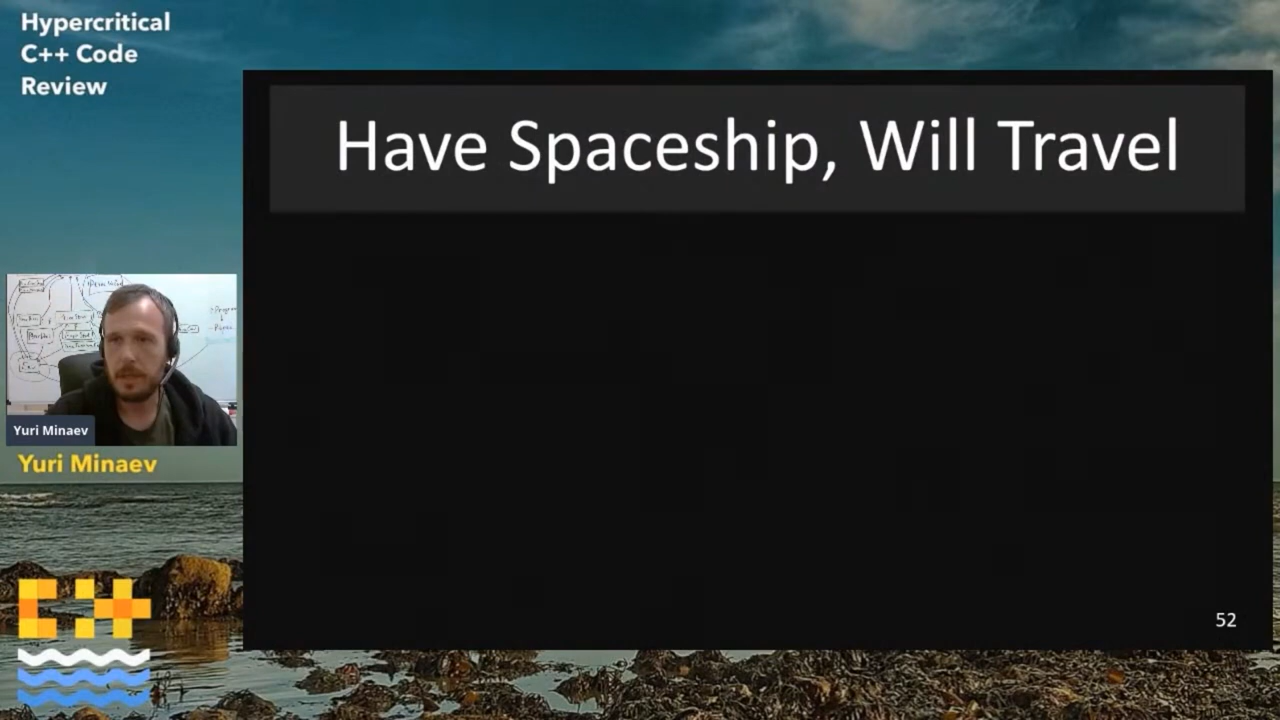 Hypercritical
C++ Code
Review
Have Spaceship, Will Travel
Yuri Minaev
Yuri Minaev
52